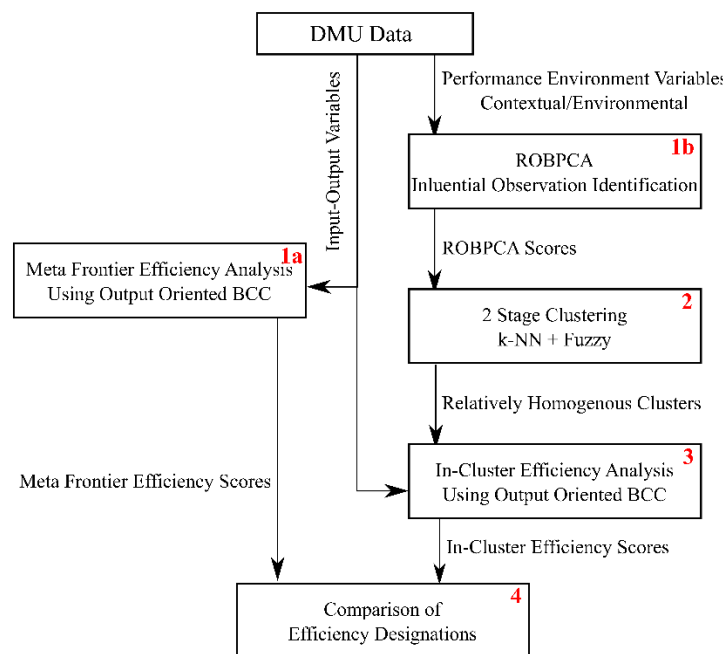 DMU Data
Performance Environment Variables
Contextual/Environmental
Input-Output Variables
1b
ROBPCA
Inluential Observation Identification
ROBPCA Scores
1a
Meta Frontier Efficiency Analysis
Using Output Oriented BCC
2
2 Stage Clustering
k-NN + Fuzzy
Relatively Homogenous Clusters
3
In-Cluster Efficiency Analysis
Using Output Oriented BCC
Meta Frontier Efficiency Scores
In-Cluster Efficiency Scores
4
Comparison of
Efficiency Designations